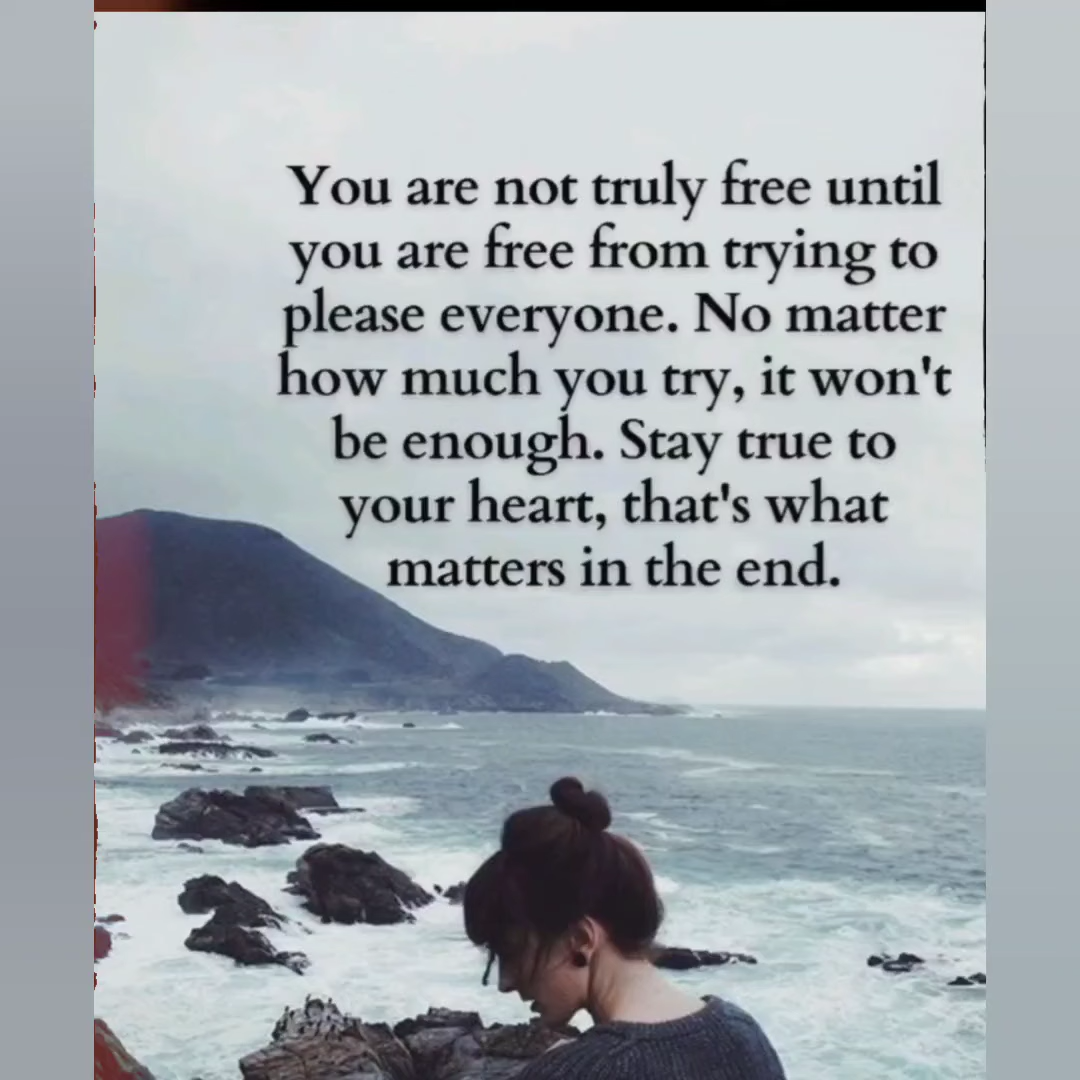 You are not truly free until
you are free from trying to
please everyone. No matter
how much you try, it won't
be enough. Stay true to
your heart, that's what
matters in the end.